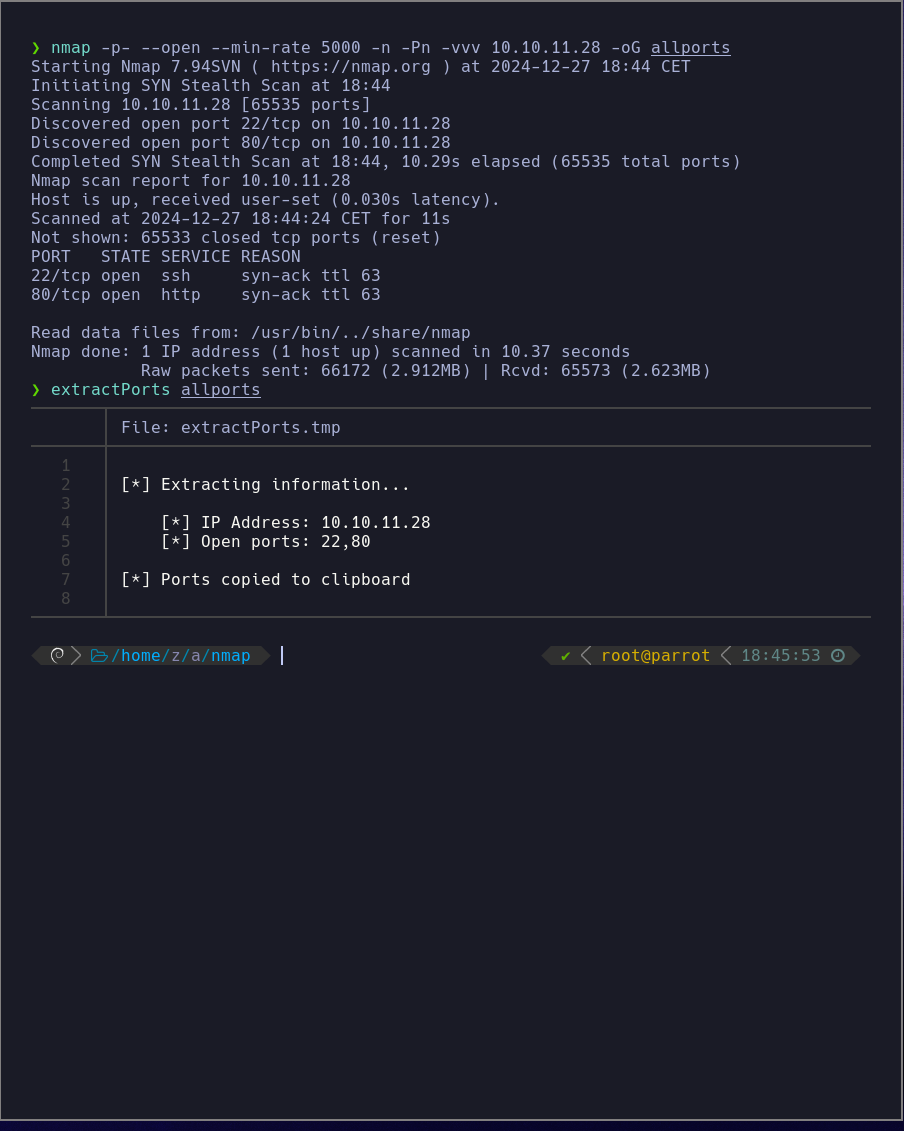 ❯ nmap -p- --open --min-rate 5000 -n -Pn -vvv 10.10.11.28 -oG allports
Starting Nmap 7.94SVN ( https://nmap.org ) at 2024-12-27 18:44 CET
Initiating SYN Stealth Scan at 18:44
Scanning 10.10.11.28 [65535 ports]
Discovered open port 22/tcp on 10.10.11.28
Discovered open port 80/tcp on 10.10.11.28
Completed SYN Stealth Scan at 18:44, 10.29s elapsed (65535 total ports)
Nmap scan report for 10.10.11.28
Host is up, received user-set (0.030s latency).
Scanned at 2024-12-27 18:44:24 CET for 11s
Not shown: 65533 closed tcp ports (reset)
PORT   STATE SERVICE REASON
22/tcp open  ssh     syn-ack ttl 63
80/tcp open  http    syn-ack ttl 63
Read data files from: /usr/bin/../share/nmap
Nmap done: 1 IP address (1 host up) scanned in 10.37 seconds
           Raw packets sent: 66172 (2.912MB) | Rcvd: 65573 (2.623MB)
❯ extractPorts allports
File: extractPorts.tmp
1
2 [*] Extracting information...
3
4     [*] IP Address: 10.10.11.28
5     [*] Open ports: 22,80
6
7 [*] Ports copied to clipboard
8
/home/z/a/nmap ✔ root@parrot 18:45:53